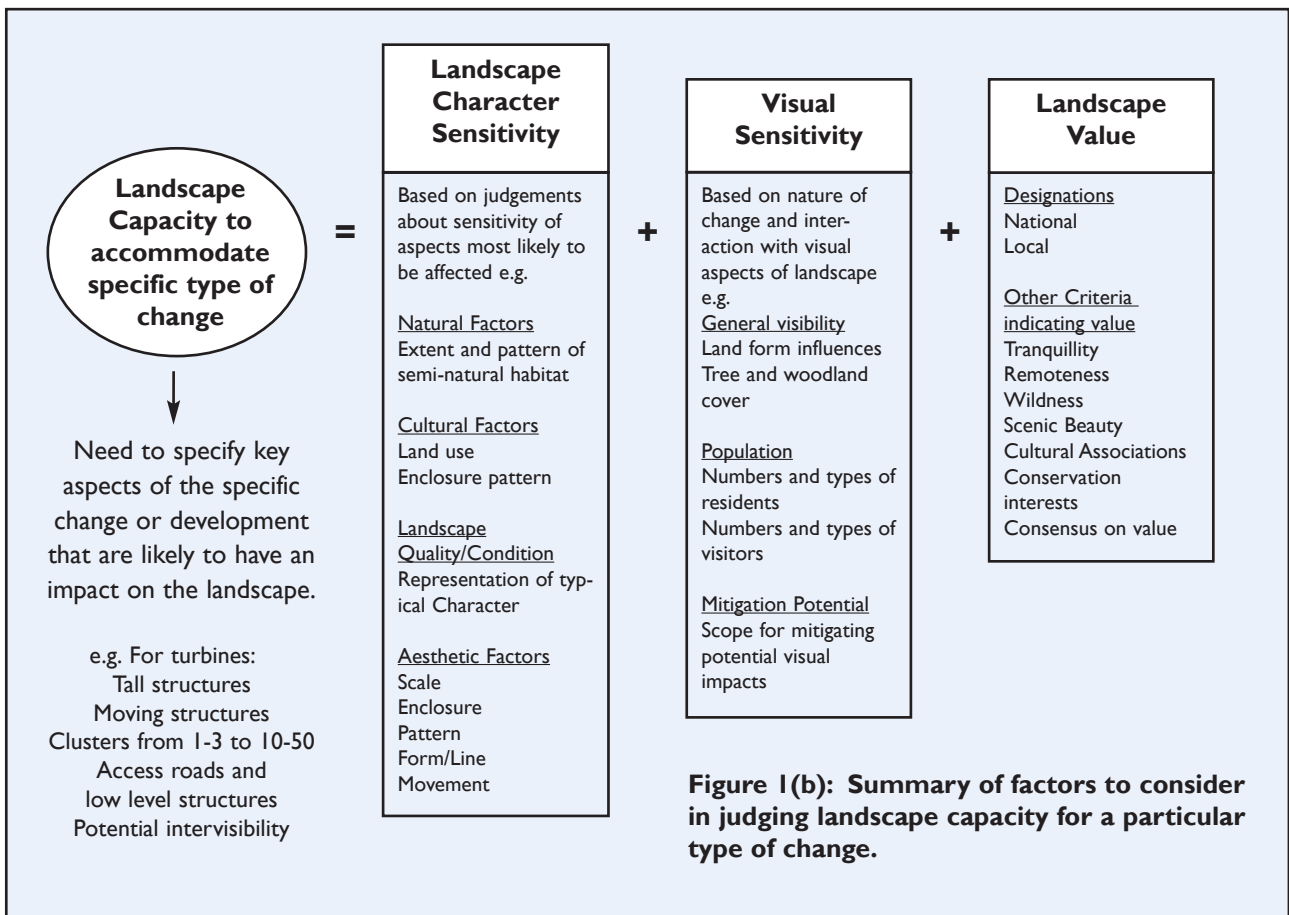 Landscape
Capacity to
accommodate
specific type of
change
Need to specify key
aspects of the specific
change or development
that are likely to have an
impact on the landscape.
e.g. For turbines:
Tall structures
Moving structures
Clusters from 1-3 to 10-50
Access roads and
low level structures
Potential intervisibility
=
Landscape
Character
Sensitivity
Based on judgements
about sensitivity of
aspects most likely to
be affected e.g.
Natural Factors
Extent and pattern of
semi-natural habitat
Cultural Factors
Land use
Enclosure pattern
Landscape
Quality/Condition
Representation of typ-
ical Character
Aesthetic Factors
Scale
Enclosure
Pattern
Form/Line
Movement
+
Visual
Sensitivity
Based on nature of
change and inter-
action with visual
aspects of landscape
e.g.
General visibility
Land form influences
Tree and woodland
cover
Population
Numbers and types of
residents
Numbers and types of
visitors
Mitigation Potential
Scope for mitigating
potential visual
impacts
+
Landscape
Value
Designations
National
Local
Other Criteria
indicating value
Tranquillity
Remoteness
Wildness
Scenic Beauty
Cultural Associations
Conservation
interests
Consensus on value
Figure 1(b): Summary of factors to consider
in judging landscape capacity for a particular
type of change.